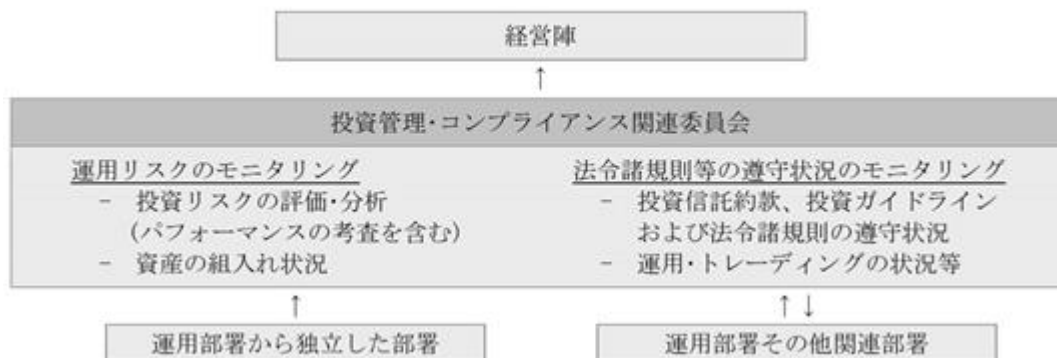 経営陣
↑
投資管理･コンプライアンス関連委員会
運用リスクのモニタリング
− 投資リスクの評価･分析
(パフォーマンスの考査を含む)
− 資産の組入れ状況
法令諸規則等の遵守状況のモニタリング
− 投資信託約款、投資ガイドライン
および法令諸規則の遵守状況
− 運用･トレーディングの状況等
↑
↑↓
運用部署から独立した部署
運用部署その他関連部署